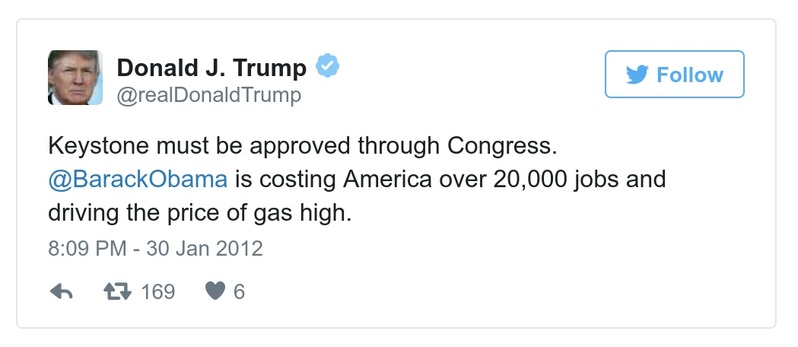 Donald J. Trump
@realDonaldTrump
Follow
Keystone must be approved through Congress.
@BarackObama is costing America over 20,000 jobs and
driving the price of gas high.
8:09 PM - 30 Jan 2012
169 6